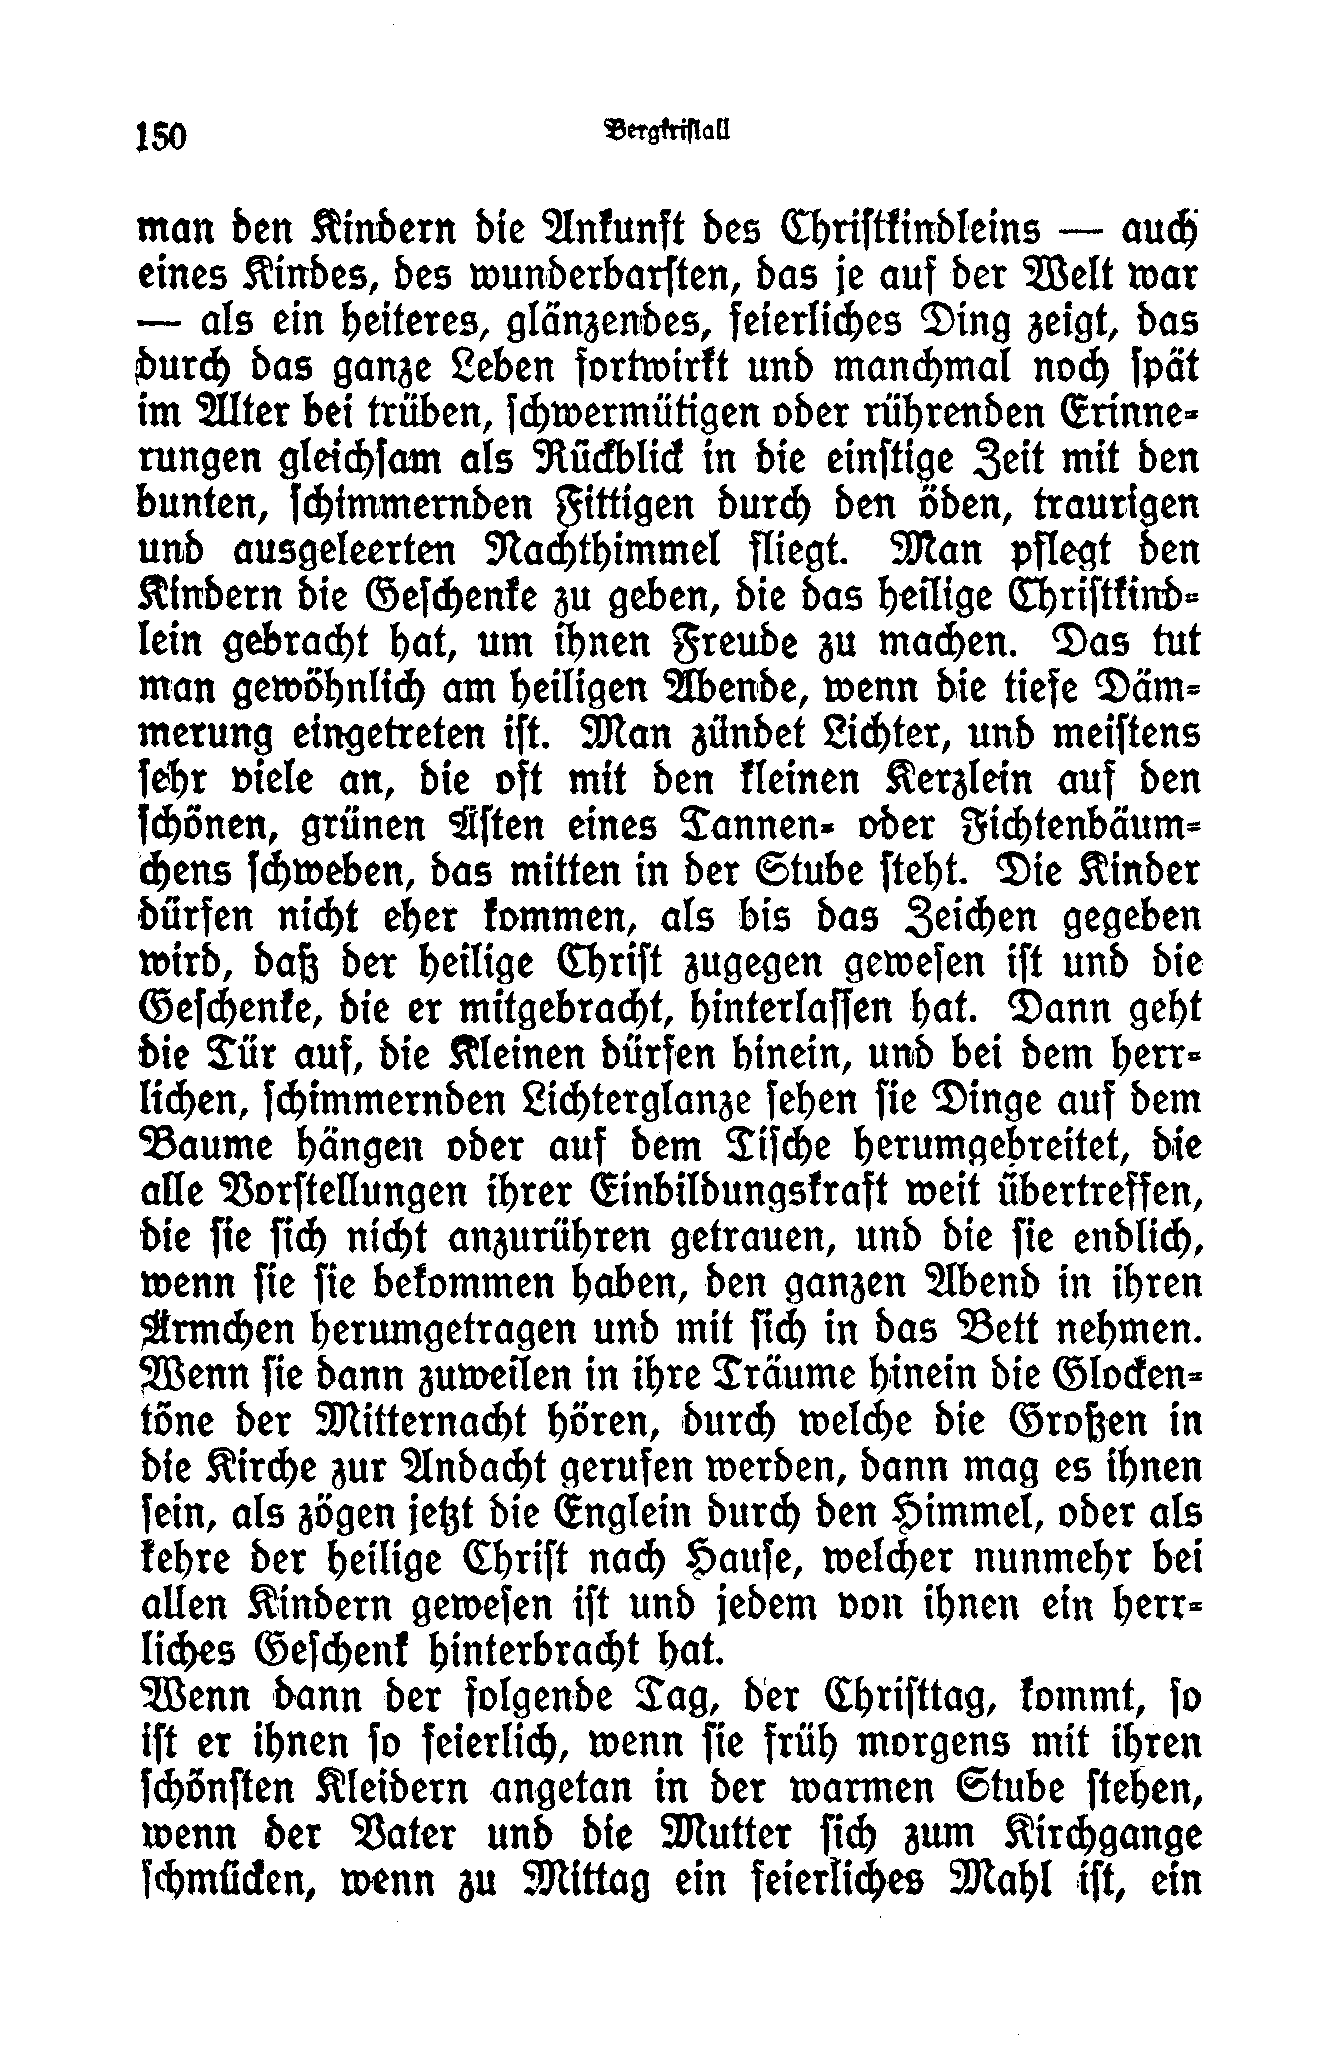 150
Bergkristall
man den Kindern die Ankunft des Christkindleins — auch
eines Kindes, des wunderbarsten, das je auf der Welt war
— als ein heiteres, glänzendes, feierliches Ding zeigt, das
durch das ganze Leben fortwirkt und manchmal noch spät
im Alter bei trüben, schwermütigen oder rührenden Erinne-
rungen gleichsam als Rückblick in die einstige Zeit mit den
bunten, schimmernden Fittigen durch den öden, traurigen
und ausgeleerten Nachthimmel fliegt. Man pflegt den
Kindern die Geschenke zu geben, die das heilige Christkind-
lein gebracht hat, um ihnen Freude zu machen. Das tut
man gewöhnlich am heiligen Abende, wenn die tiefe Däm-
merung eingetreten ist. Man zündet Lichter, und meistens
sehr viele an, die oft mit den kleinen Kerzlein auf den
schönen, grünen Ästen eines Tannen- oder Fichtenbäum-
chens schweben, das mitten in der Stube steht. Die Kinder
dürfen nicht eher kommen, als bis das Zeichen gegeben
wird, daß der heilige Christ zugegen gewesen ist und die
Geschenke, die er mitgebracht, hinterlassen hat. Dann geht
die Tür auf, die Kleinen dürfen hinein, und bei dem herr-
lichen, schimmernden Lichterglanze sehen sie Dinge auf dem
Baume hängen oder auf dem Tische herumgebreitet, die
alle Vorstellungen ihrer Einbildungskraft weit übertreffen,
die sie sich nicht anzurühren getrauen, und die sie endlich,
wenn sie sie bekommen haben, den ganzen Abend in ihren
Ärmchen herumgetragen und mit sich in das Bett nehmen.
Wenn sie dann zuweilen in ihre Träume hinein die Glocken-
töne der Mitternacht hören, durch welche die Großen in
die Kirche zur Andacht gerufen werden, dann mag es ihnen
sein, als zögen jetzt die Englein durch den Himmel, oder als
kehre der heilige Christ nach Hause, welcher nunmehr bei
allen Kindern gewesen ist und jedem von ihnen ein herr-
liches Geschenk hinterbracht hat.
Wenn dann der folgende Tag, der Christtag, kommt, so
ist er ihnen so feierlich, wenn sie früh morgens mit ihren
schönsten Kleidern angetan in der warmen Stube stehen,
wenn der Vater und die Mutter sich zum Kirchgange
schmücken, wenn zu Mittag ein feierliches Mahl ist, ein